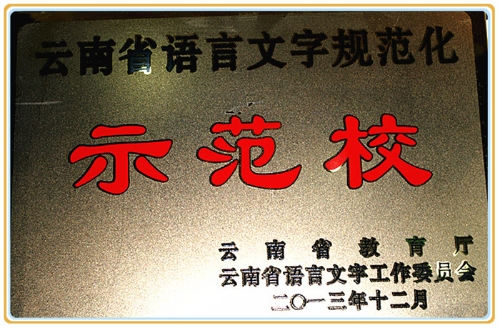 云南省语言文字规范化
示范校
云南省教育厅
云南省语言文字工作委员会
二〇一三年十二月